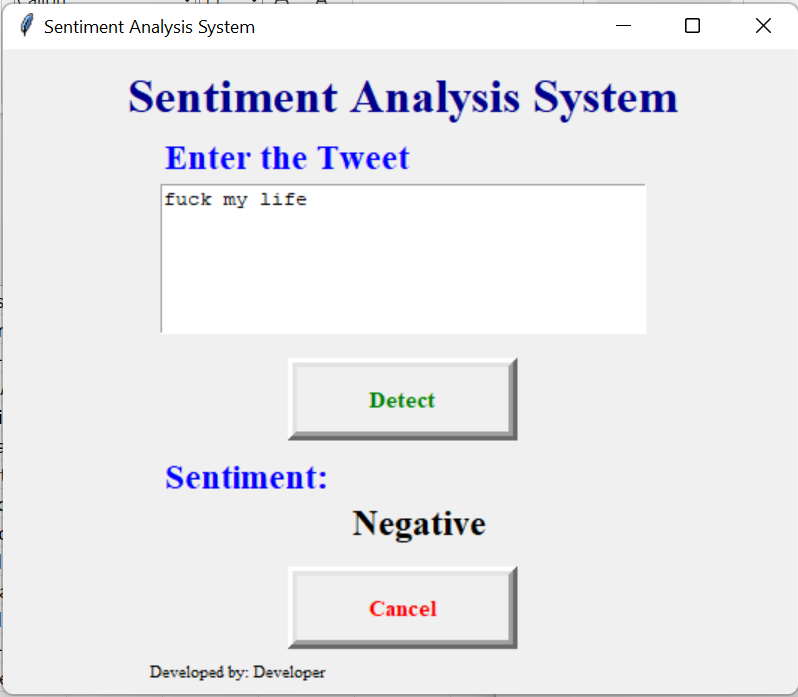 Sentiment Analysis System
Sentiment Analysis System
Enter the Tweet
fuck my life
Detect
Sentiment:
Negative
Cancel
Developed by: Developer